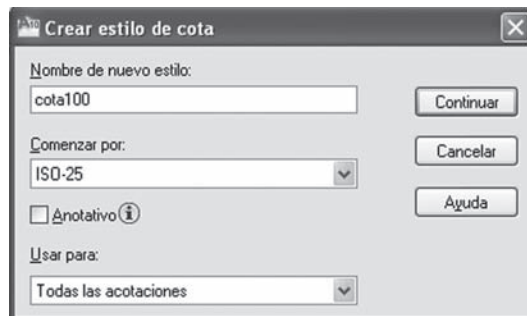 Crear estilo de cota
Nombre de nuevo estilo:
cota100
Continuar
Comenzar por:
Cancelar
ISO-25
Ayuda
Anotativo
Usar para:
Todas las acotaciones